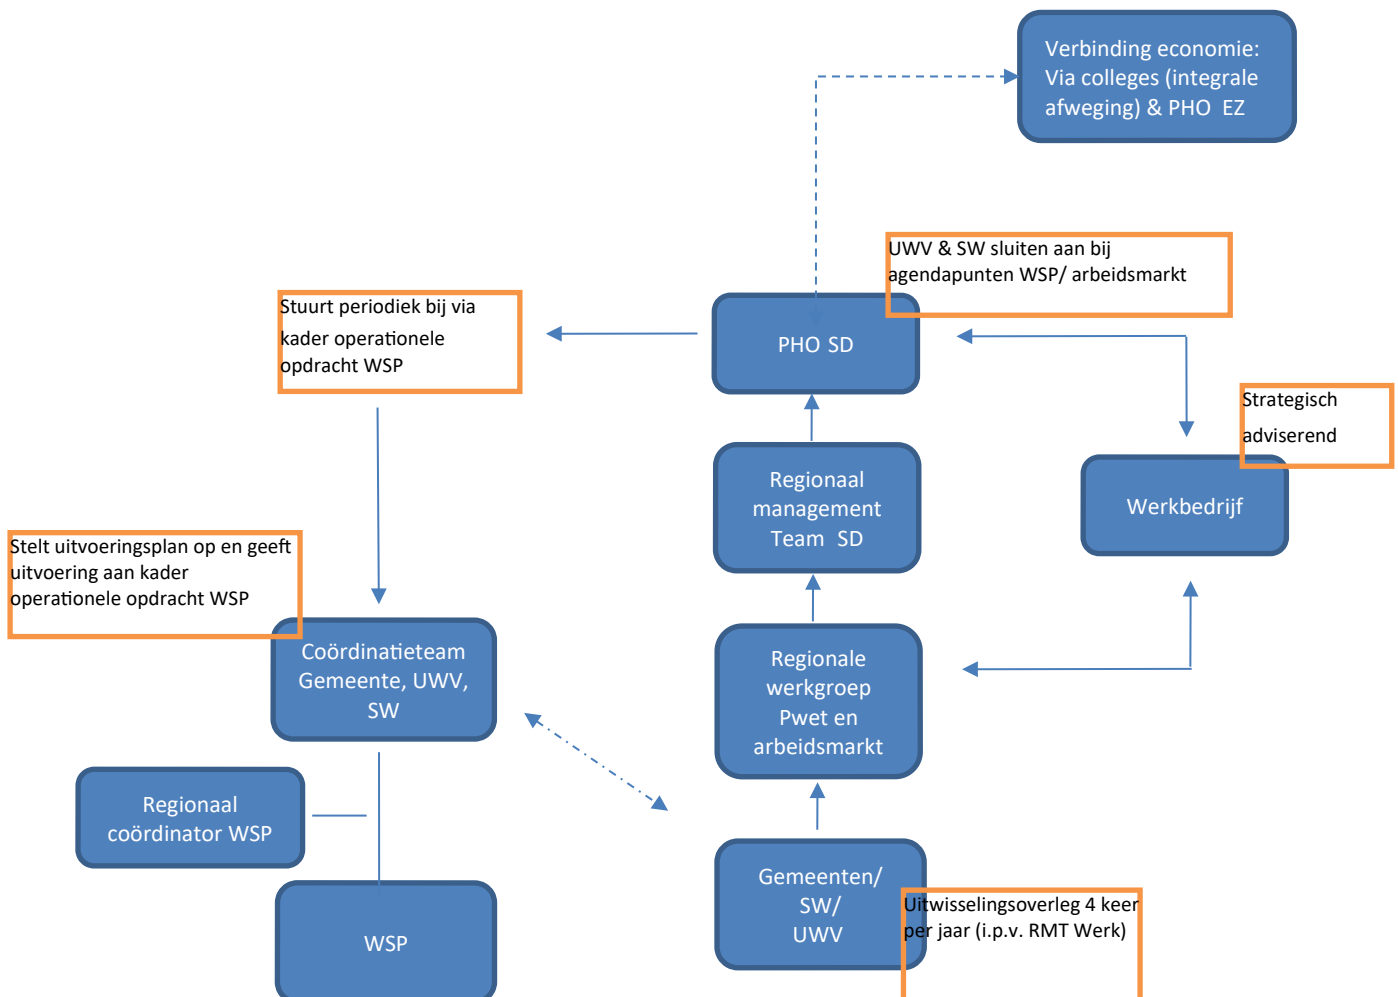 Verbinding economie:
Via colleges (integrale
afweging) & PHO EZ
UWV & SW sluiten aan bij
agendapunten WSP/ arbeidsmarkt
Stuurt periodiek bij via
kader operationele
opdracht WSP
PHO SD
Strategisch
adviserend
Regionaal
management
Team SD
Werkbedrijf
Stelt uitvoeringsplan op en geeft
uitvoering aan kader
operationele opdracht WSP
Coördinatieteam
Gemeente, UWV,
SW
Regionale
werkgroep
Pwet en
arbeidsmarkt
Regionaal
coördinator WSP
Gemeenten/
SW/
UWV
Uitwisselingsoverleg 4 keer
per jaar (i.p.v. RMT Werk)
WSP